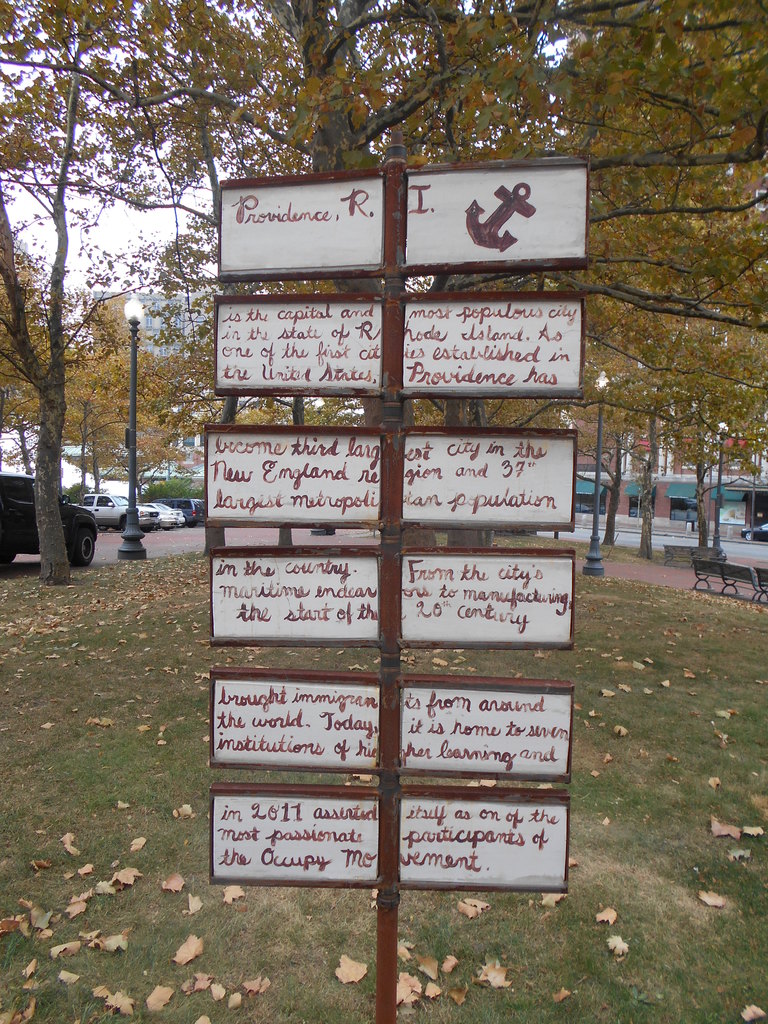 Providence, R. I.
is the capital and most populous city
in the state of Rhode Island. As
one of the first cities established in
the United States, Providence has
become third largest city in the
New England region and 37th
largest metropolitan population
in the country. From the city's
maritime endeavors to manufacturing,
the start of the 20th century
brought immigrants from around
the world. Today, it is home to seven
institutions of higher learning and
in 2011 asserted itself as on of the
most passionate participants of
the Occupy Movement.